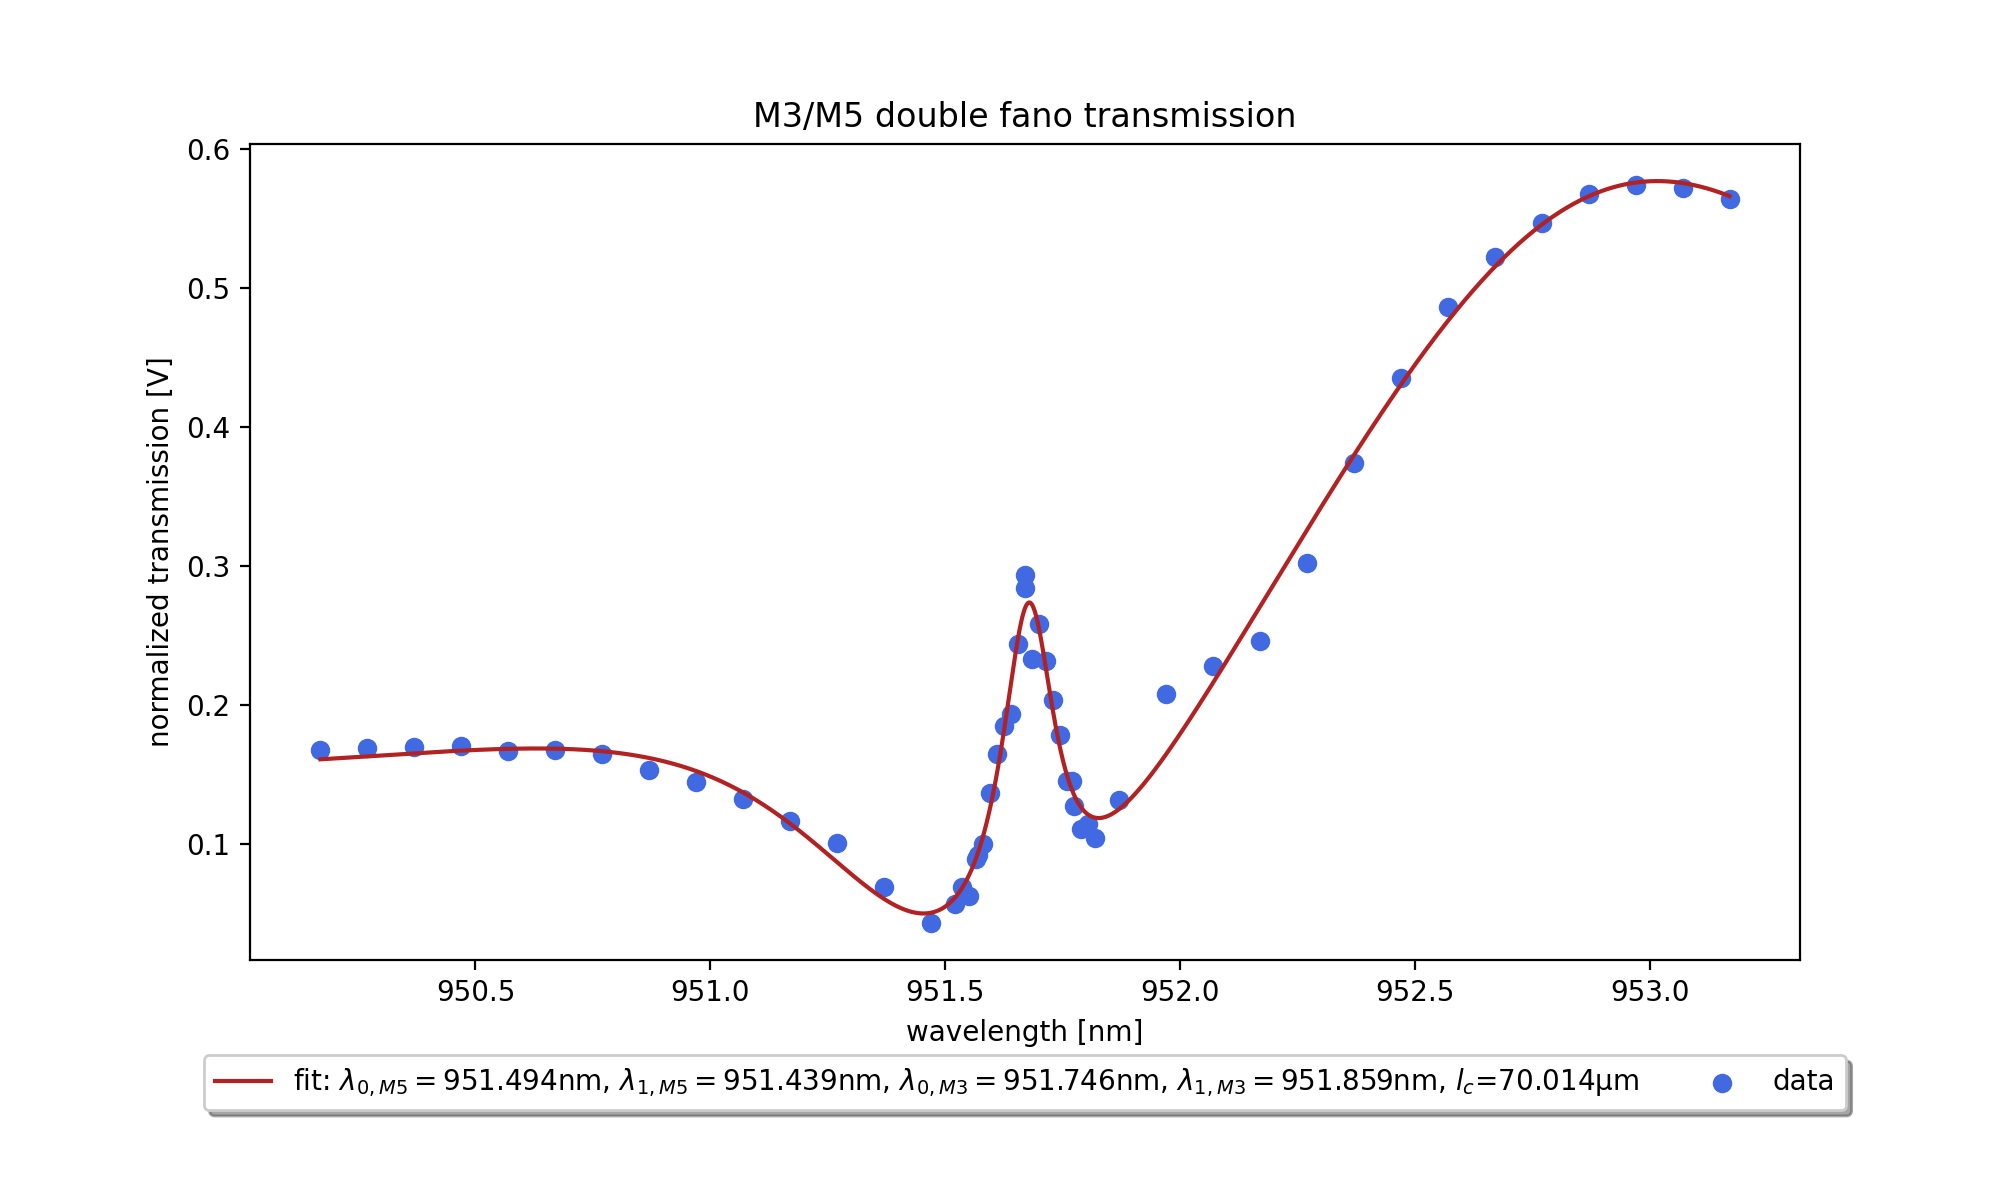 M3/M5 double fano transmission
0.6
0.5
0.4
0.3
0.2
0.1
normalized transmission [V]
950.5 951.0 951.5 952.0 952.5 953.0
wavelength [nm]
fit: λ₀,M5 = 951.494nm, λ₁,M5 = 951.439nm, λ₀,M3 = 951.746nm, λ₁,M3 = 951.859nm, l_c=70.014μm data